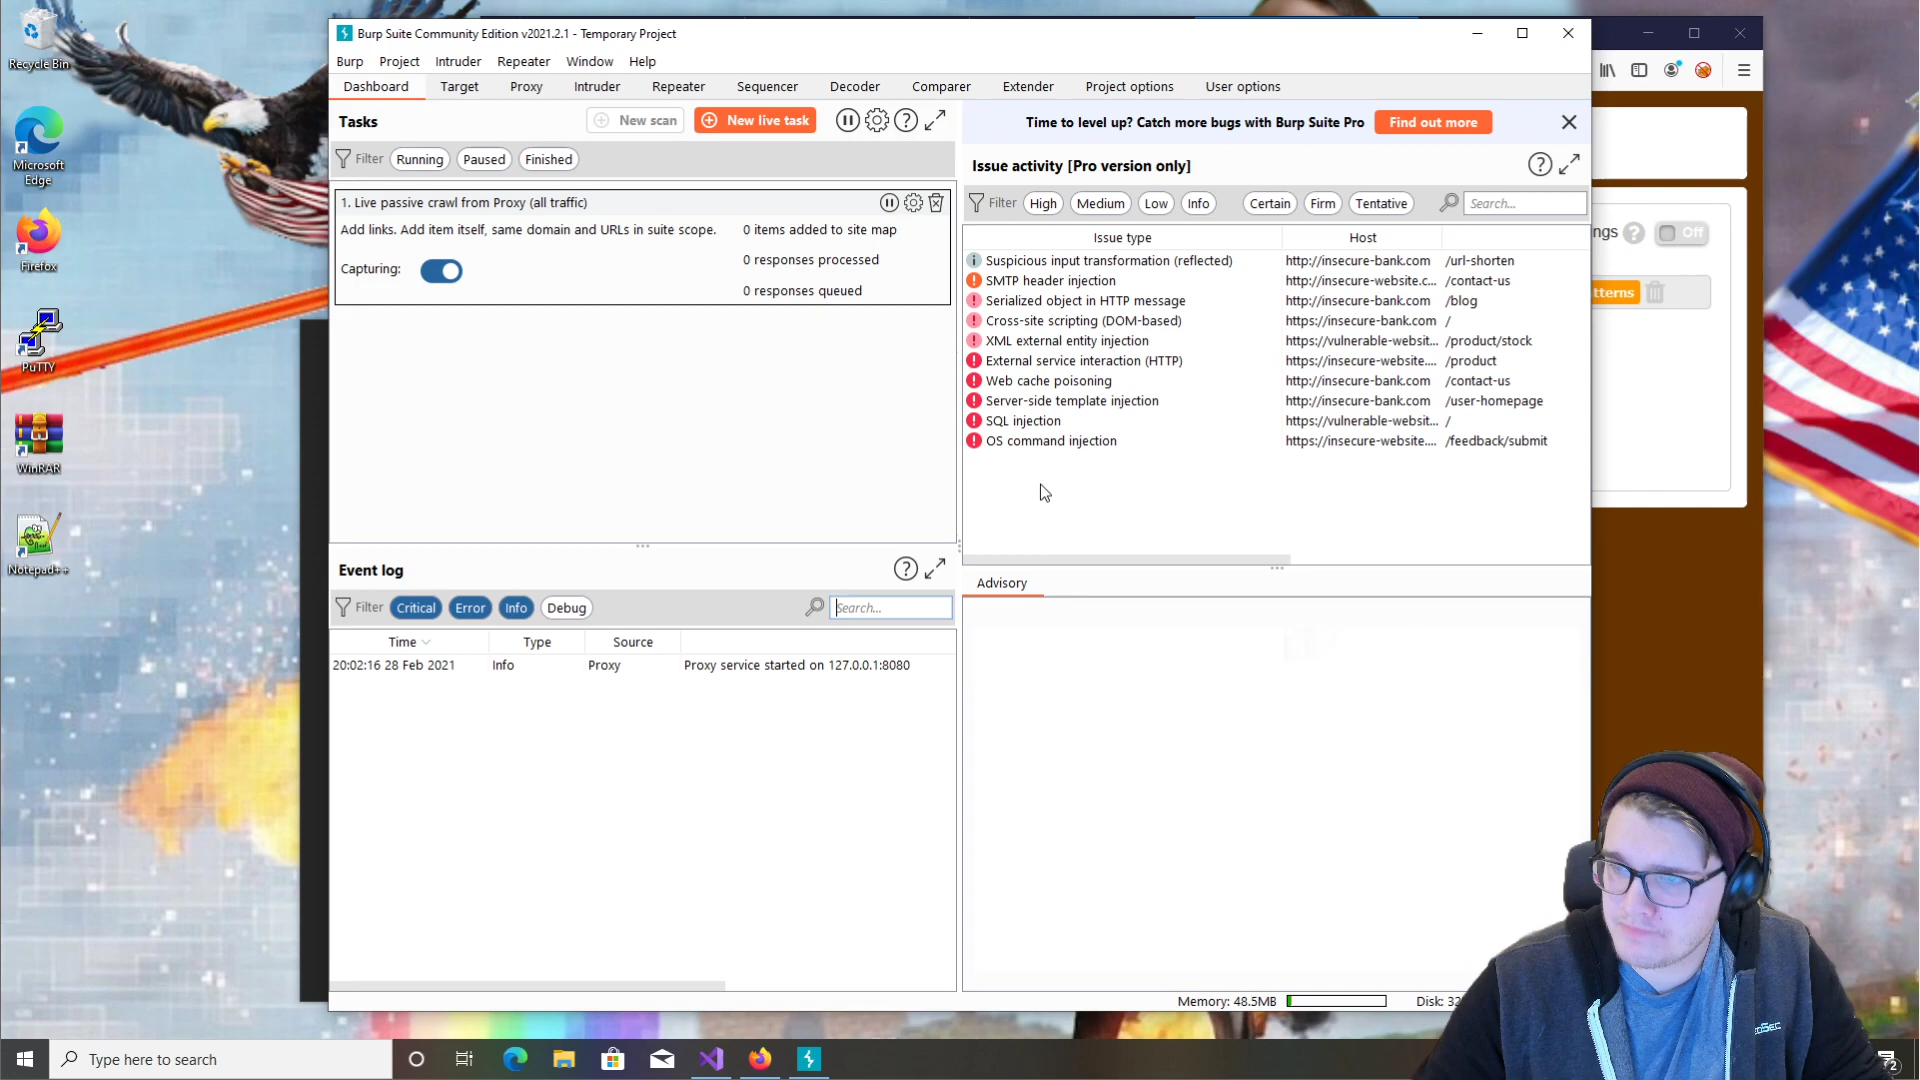 Recycle Bin
Microsoft
Edge
Firefox
PuTTY
WinRAR
Notepad++
Burp Suite Community Edition v2021.2.1 - Temporary Project
Burp Project Intruder Repeater Window Help
Dashboard Target Proxy Intruder Repeater Sequencer Decoder Comparer Extender Project options User options
Tasks
New scan
New live task
Filter Running Paused Finished
1. Live passive crawl from Proxy (all traffic)
Add links. Add item itself, same domain and URLs in suite scope.
0 items added to site map
Capturing:
0 responses processed
0 responses queued
Event log
Filter Critical Error Info Debug
Search...
Time Type Source
20:02:16 28 Feb 2021 Info Proxy Proxy service started on 127.0.0.1:8080
Time to level up? Catch more bugs with Burp Suite Pro
Find out more
Issue activity [Pro version only]
Filter High Medium Low Info Certain Firm Tentative
Search...
Issue type Host
Suspicious input transformation (reflected) http://insecure-bank.com /url-shorten
SMTP header injection http://insecure-website.c... /contact-us
Serialized object in HTTP message http://insecure-bank.com /blog
Cross-site scripting (DOM-based) https://insecure-bank.com /
XML external entity injection https://vulnerable-websit... /product/stock
External service interaction (HTTP) https://insecure-website.... /product
Web cache poisoning http://insecure-bank.com /contact-us
Server-side template injection http://insecure-bank.com /user-homepage
SQL injection https://vulnerable-websit... /
OS command injection https://insecure-website.... /feedback/submit
Advisory
Memory: 48.5MB
Disk: 32
ngs
Off
tterns
Type here to search
2